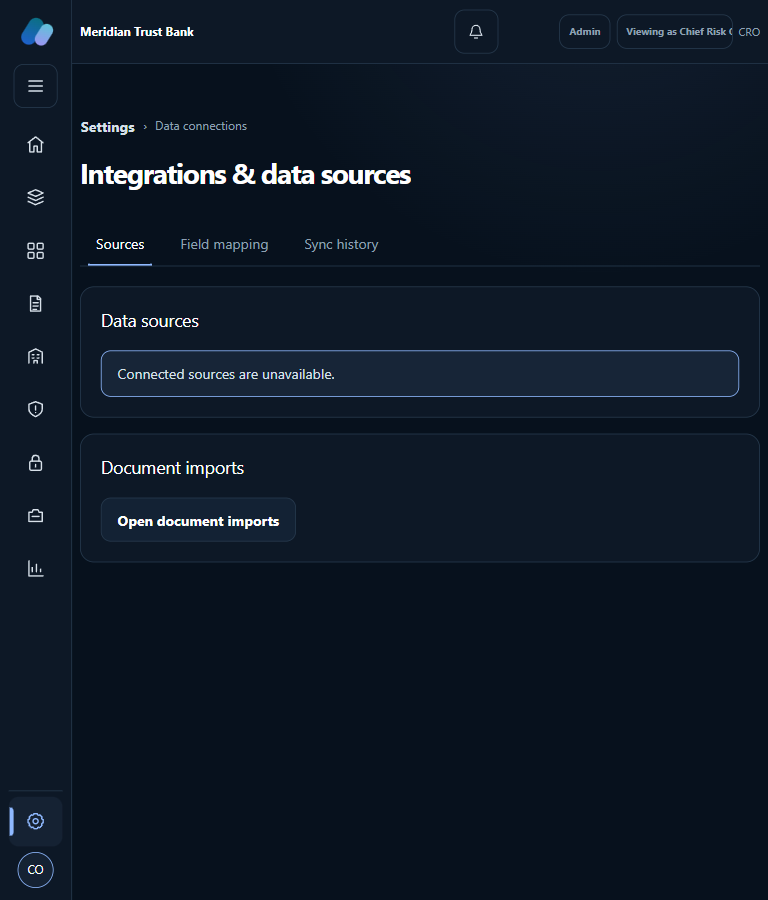 Meridian Trust Bank
Admin
Viewing as Chief Risk
CRO
Settings › Data connections
Integrations & data sources
Sources
Field mapping
Sync history
Data sources
Connected sources are unavailable.
Document imports
Open document imports
CO